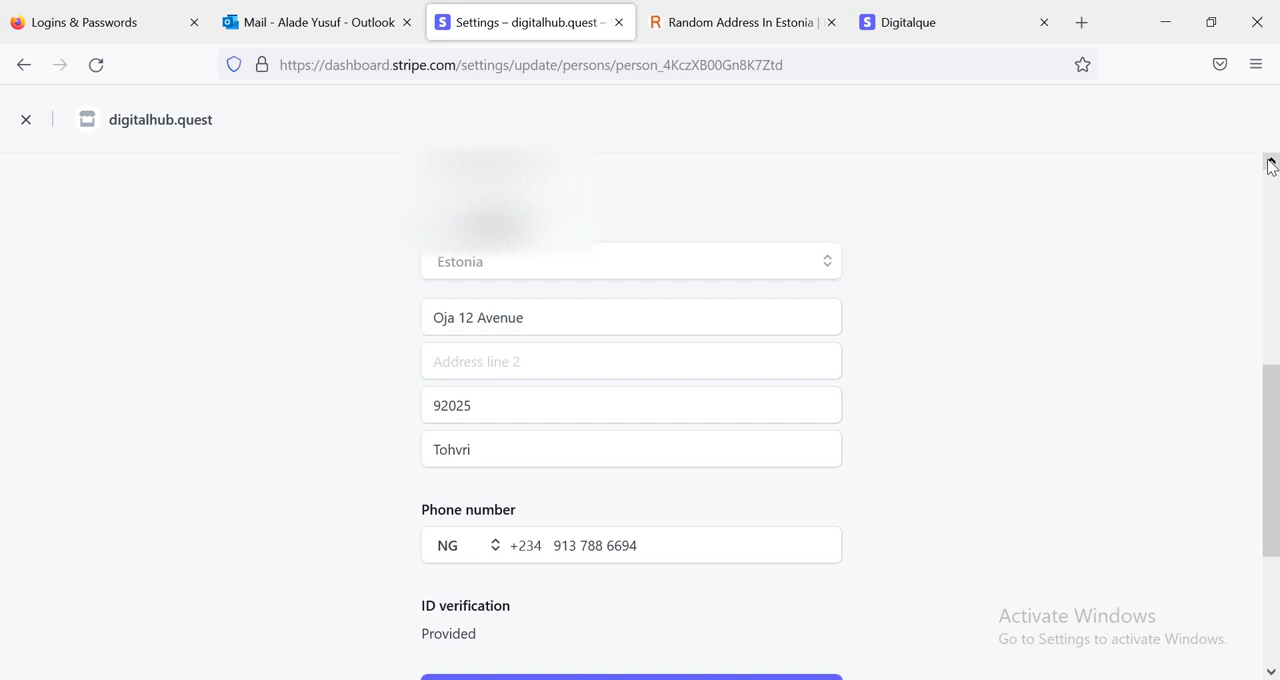 Logins & Passwords
Mail - Alade Yusuf - Outlook
Settings – digitalhub.quest –
Random Address In Estonia |
Digitalque
https://dashboard.stripe.com/settings/update/persons/person_4KczXB00Gn8K7Ztd
digitalhub.quest
Estonia
Oja 12 Avenue
Address line 2
92025
Tohvri
Phone number
NG +234 913 788 6694
ID verification
Provided
Activate Windows
Go to Settings to activate Windows.